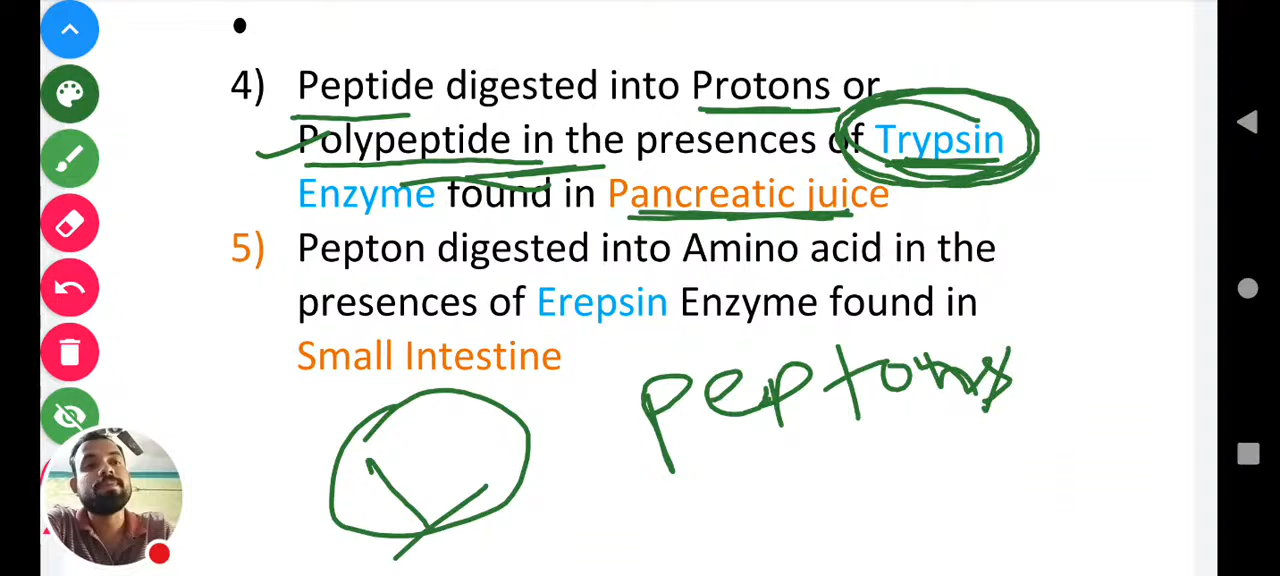 4) Peptide digested into Protons or
Polypeptide in the presences of Trypsin
Enzyme found in Pancreatic juice
5) Pepton digested into Amino acid in the
presences of Erepsin Enzyme found in
Small Intestine
peptons